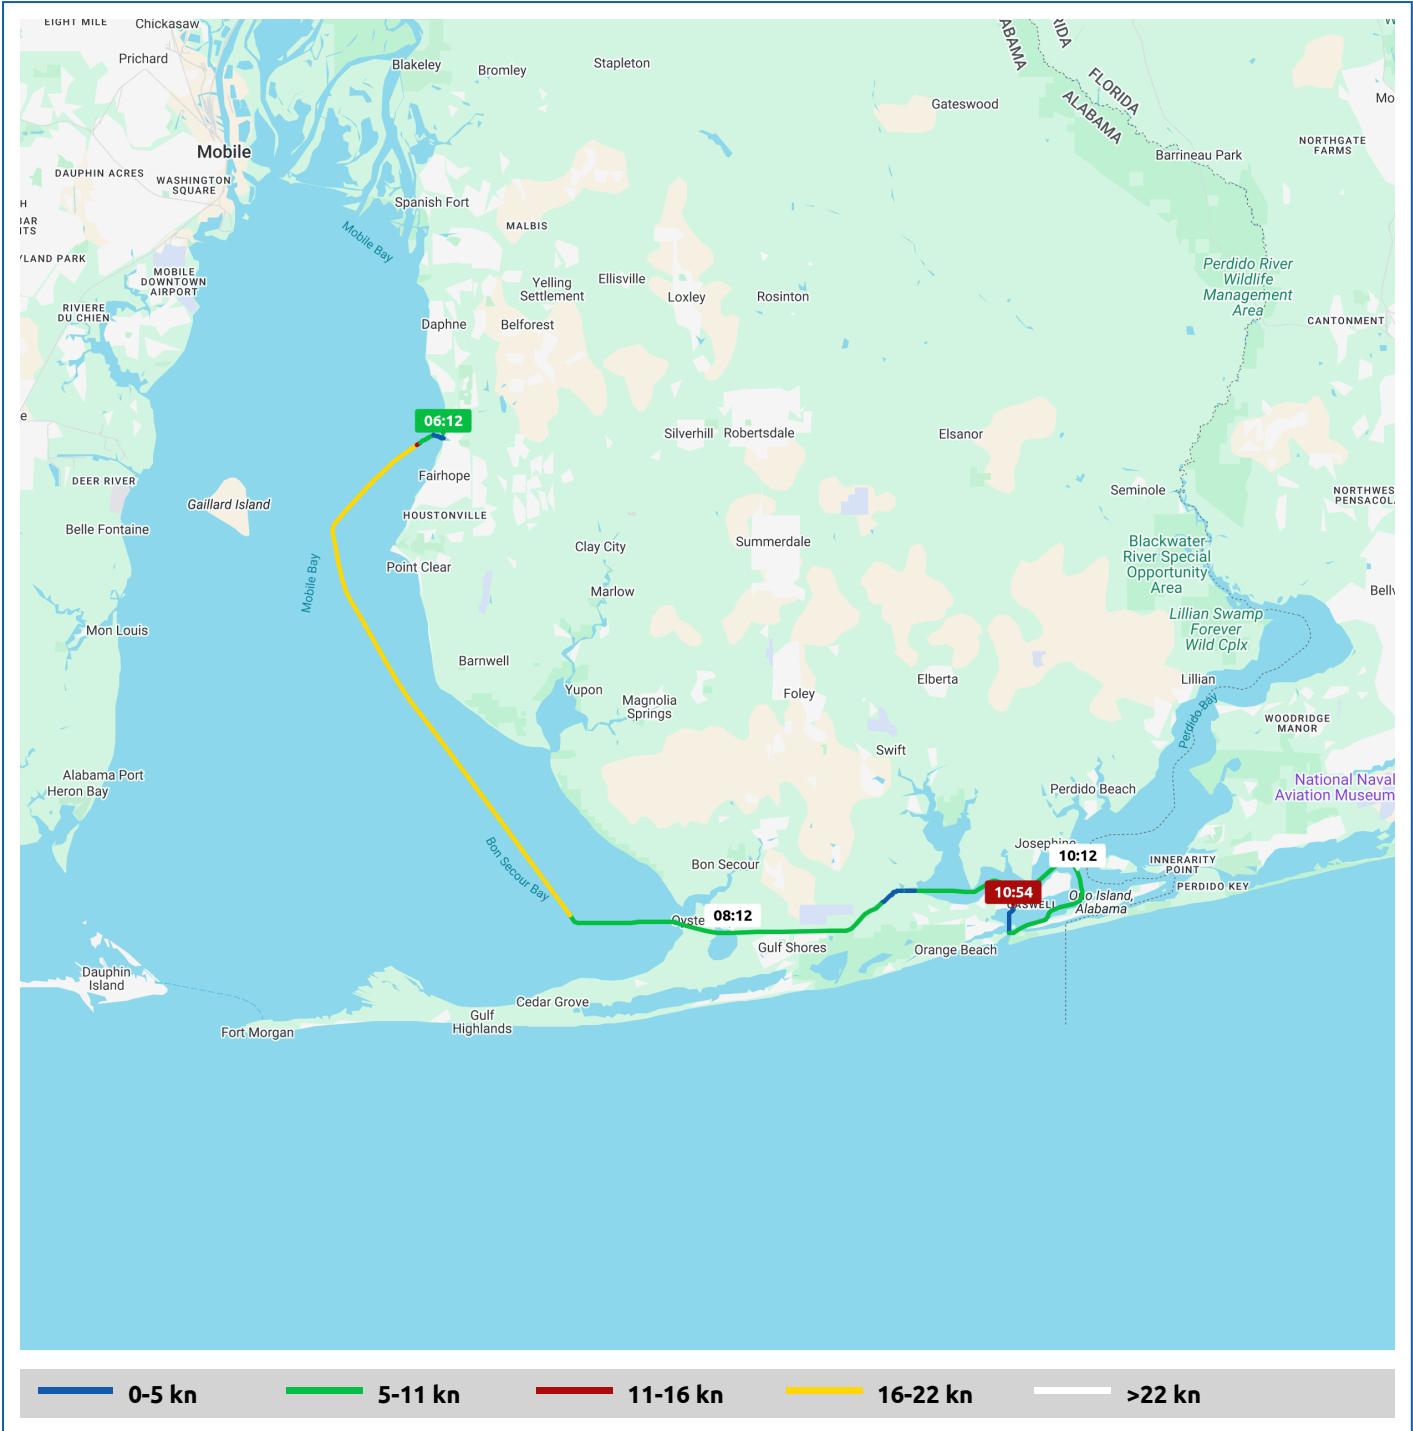 EIGHT MILE
Chickasaw
Prichard
Blakeley
Bromley
Stapleton
Gateswood
FLORIDA
ALABAMA
Barrineau Park
NORTHGATE
FARMS
Mobile
DAUPHIN ACRES
WASHINGTON
SQUARE
Spanish Fort
MALBIS
Mobile Bay
MOBILE
DOWNTOWN
AIRPORT
RIVIERE
DU CHIEN
Yelling
Settlement
Ellisville
Loxley
Rosinton
Perdido River
Wildlife
Management
Area
CANTONMENT
Daphne
Belforest
06:12
Silverhill
Robertsdale
Elsanor
Fairhope
DEER RIVER
Gaillard Island
HOUSTONVILLE
Seminole
Belle Fontaine
Clay City
Summerdale
Blackwater
River Special
Opportunity
Area
Point Clear
Mobile Bay
Marlow
Mon Louis
Lillian Swamp
Forever
Wild Cplx
Barnwell
Yupon
Magnolia
Springs
Foley
Elberta
Lillian
Perdido Bay
WOODRIDGE
MANOR
Swift
Alabama Port
Heron Bay
Perdido Beach
National Naval
Aviation Museum
Josephine
10:12
INNERARITY
POINT
PERDIDO KEY
Bon Secour
Bon Secour Bay
10:54
CASWELL
Ono Island,
Alabama
Oyste
08:12
Gulf Shores
Orange Beach
Dauphin
Island
Cedar Grove
Gulf
Highlands
Fort Morgan
0-5 kn
5-11 kn
11-16 kn
16-22 kn
>22 kn